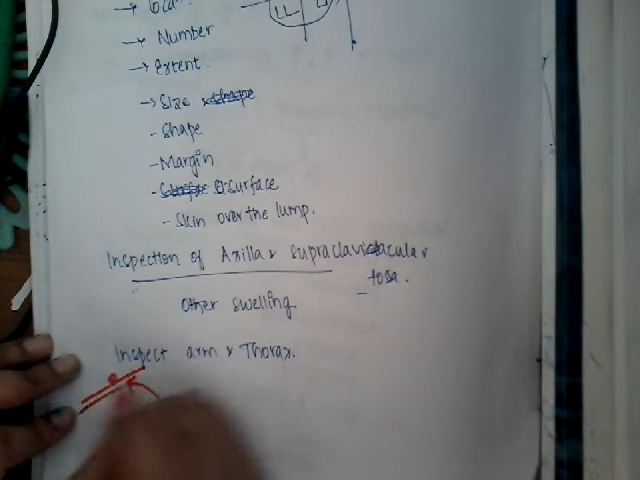 → Number
→ Extent.
→ Size
- Shape
- Margin
- surface
- Skin over the lump.
Inspection of Axilla & supraclavicular
fosa.
Other swelling
Inspect arm & Thorax.